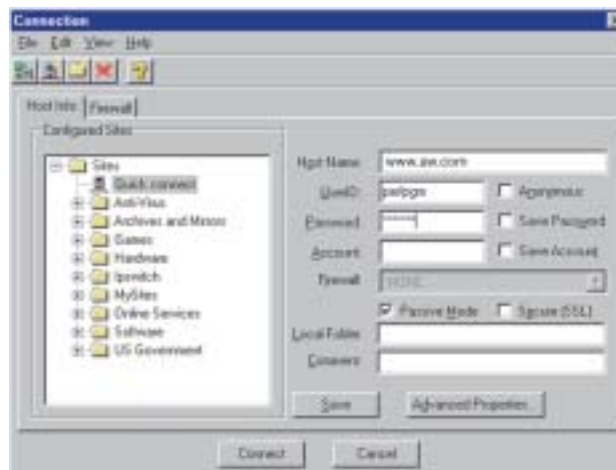 Connection
File Edit View Help
Host Info Firewall
Configured Sites
Sites
Quick connect
Anti-Virus
Archives and Mirrors
Games
Hardware
Ipswitch
MySites
Online Services
Software
US Government
Host Name: www.aw.com
UserID: Anonymous
Password: ****** Save Password
Account: Save Account
Firewall: NONE
Passive Mode Secure (SSL)
Local Folder:
Comment:
Save Advanced Properties...
Connect Cancel